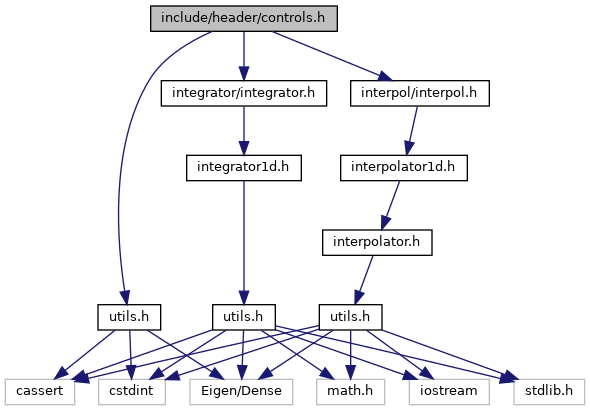 include/header/controls.h
integrator/integrator.h
interpol/interpol.h
integrator1d.h
interpolator1d.h
interpolator.h
utils.h
utils.h
utils.h
cassert
cstdint
Eigen/Dense
math.h
iostream
stdlib.h